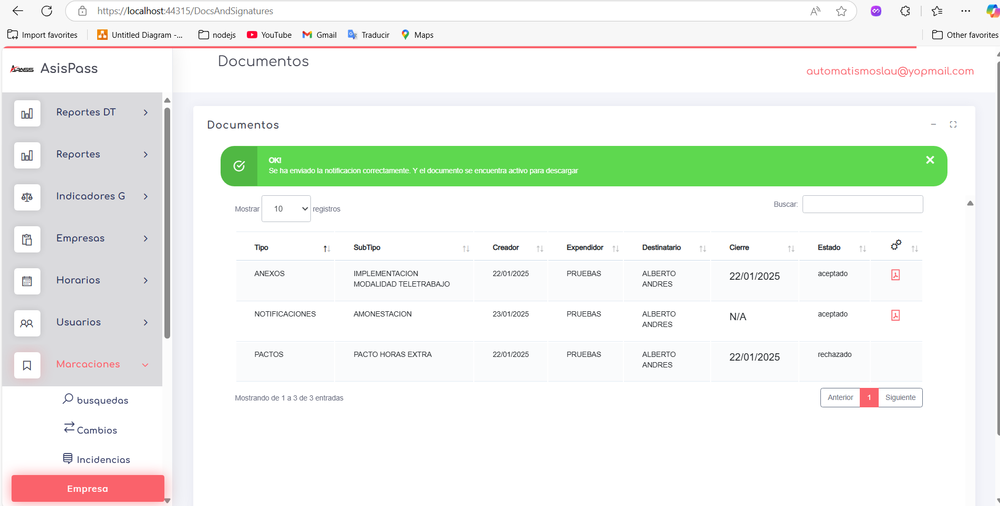 https://localhost:44315/DocsAndSignatures
Import favorites
Untitled Diagram -...
nodejs
YouTube
Gmail
Traducir
Maps
Other favorites
APASS AsisPass
Documentos
automatismoslau@yopmail.com
Reportes DT
Reportes
Indicadores G
Empresas
Horarios
Usuarios
Marcaciones
busquedas
Cambios
Incidencias
Empresa
Documentos
OK!
Se ha enviado la notificacion correctamente. Y el documento se encuentra activo para descargar
Mostrar 10 registros
Buscar:
Tipo SubTipo Creador Expendidor Destinatario Cierre Estado
ANEXOS IMPLEMENTACION MODALIDAD TELETRABAJO 22/01/2025 PRUEBAS ALBERTO ANDRES 22/01/2025 aceptado
NOTIFICACIONES AMONESTACION 23/01/2025 PRUEBAS ALBERTO ANDRES N/A aceptado
PACTOS PACTO HORAS EXTRA 22/01/2025 PRUEBAS ALBERTO ANDRES 22/01/2025 rechazado
Mostrando de 1 a 3 de 3 entradas
Anterior 1 Siguiente